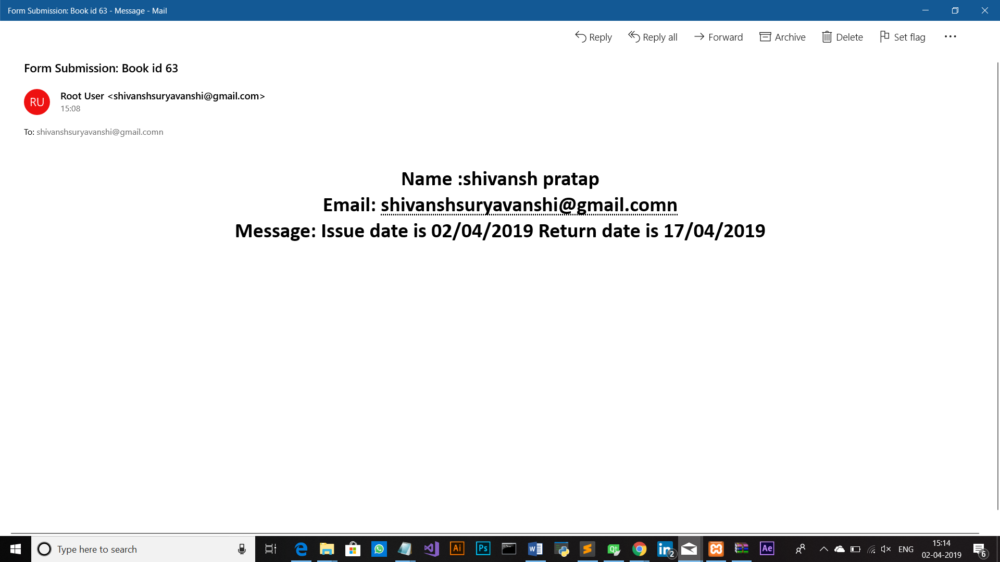 Form Submission: Book id 63 - Message - Mail
Reply Reply all Forward Archive Delete Set flag
Form Submission: Book id 63
RU
Root User <shivanshsuryavanshi@gmail.com>
15:08
To: shivanshsuryavanshi@gmail.comn
Name :shivansh pratap
Email: shivanshsuryavanshi@gmail.comn
Message: Issue date is 02/04/2019 Return date is 17/04/2019
Type here to search
Ai
Ps
W
Qt
in
2
Ae
ENG
15:14
02-04-2019
6